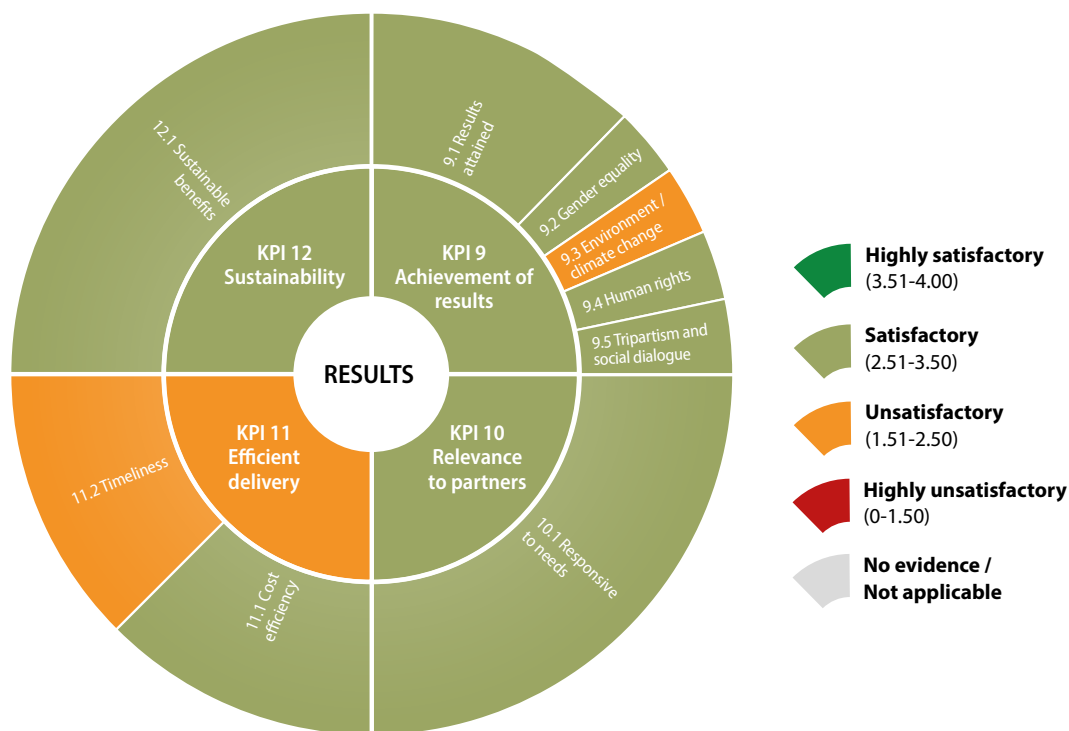 12.1 Sustainable
benefits
9.1 Results
attained
9.2 Gender equality
9.3 Environment /
climate change
9.4 Human rights
9.5 Tripartism and
social dialogue
KPI 12
Sustainability
KPI 9
Achievement of
results
RESULTS
KPI 11
Efficient
delivery
KPI 10
Relevance
to partners
11.2 Timeliness
11.1 Cost
efficiency
10.1 Responsive
to needs
Highly satisfactory
(3.51-4.00)
Satisfactory
(2.51-3.50)
Unsatisfactory
(1.51-2.50)
Highly unsatisfactory
(0-1.50)
No evidence /
Not applicable